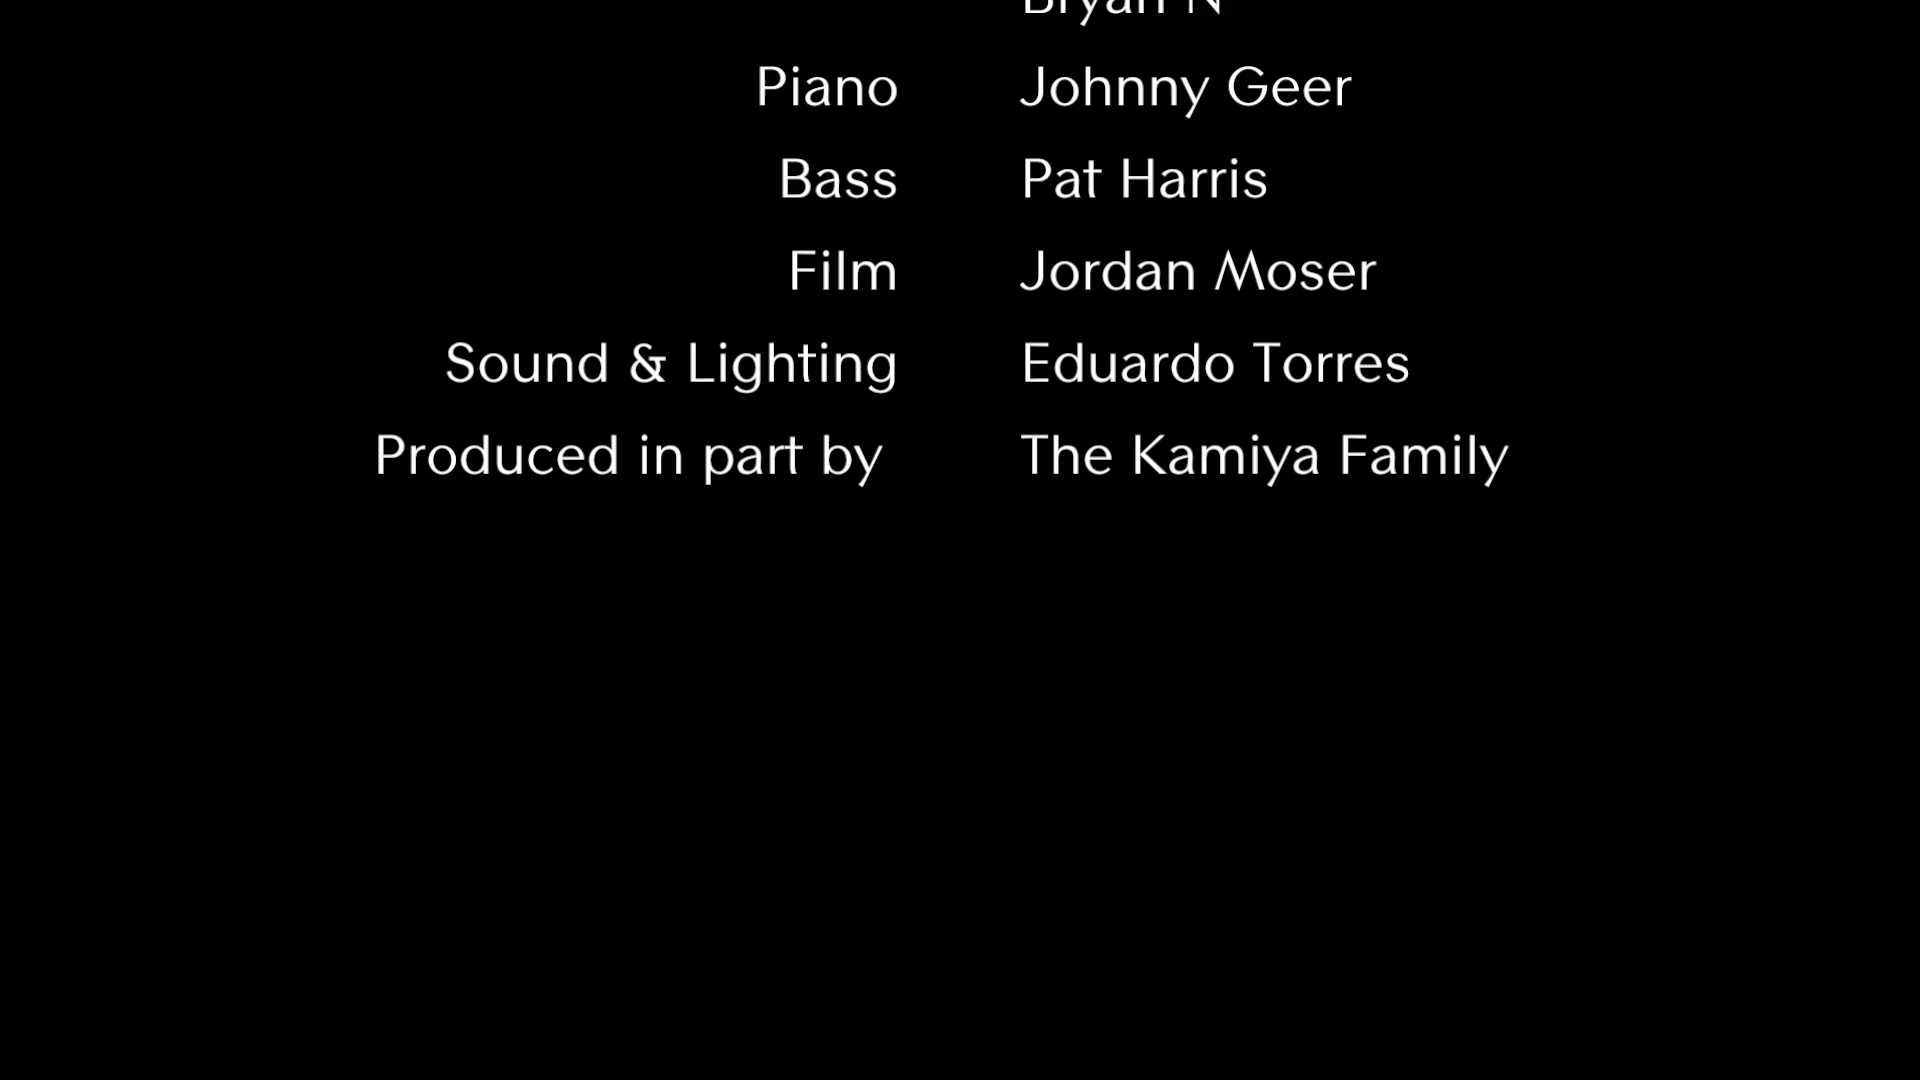 Bryan N
Piano Johnny Geer
Bass Pat Harris
Film Jordan Moser
Sound & Lighting Eduardo Torres
Produced in part by The Kamiya Family